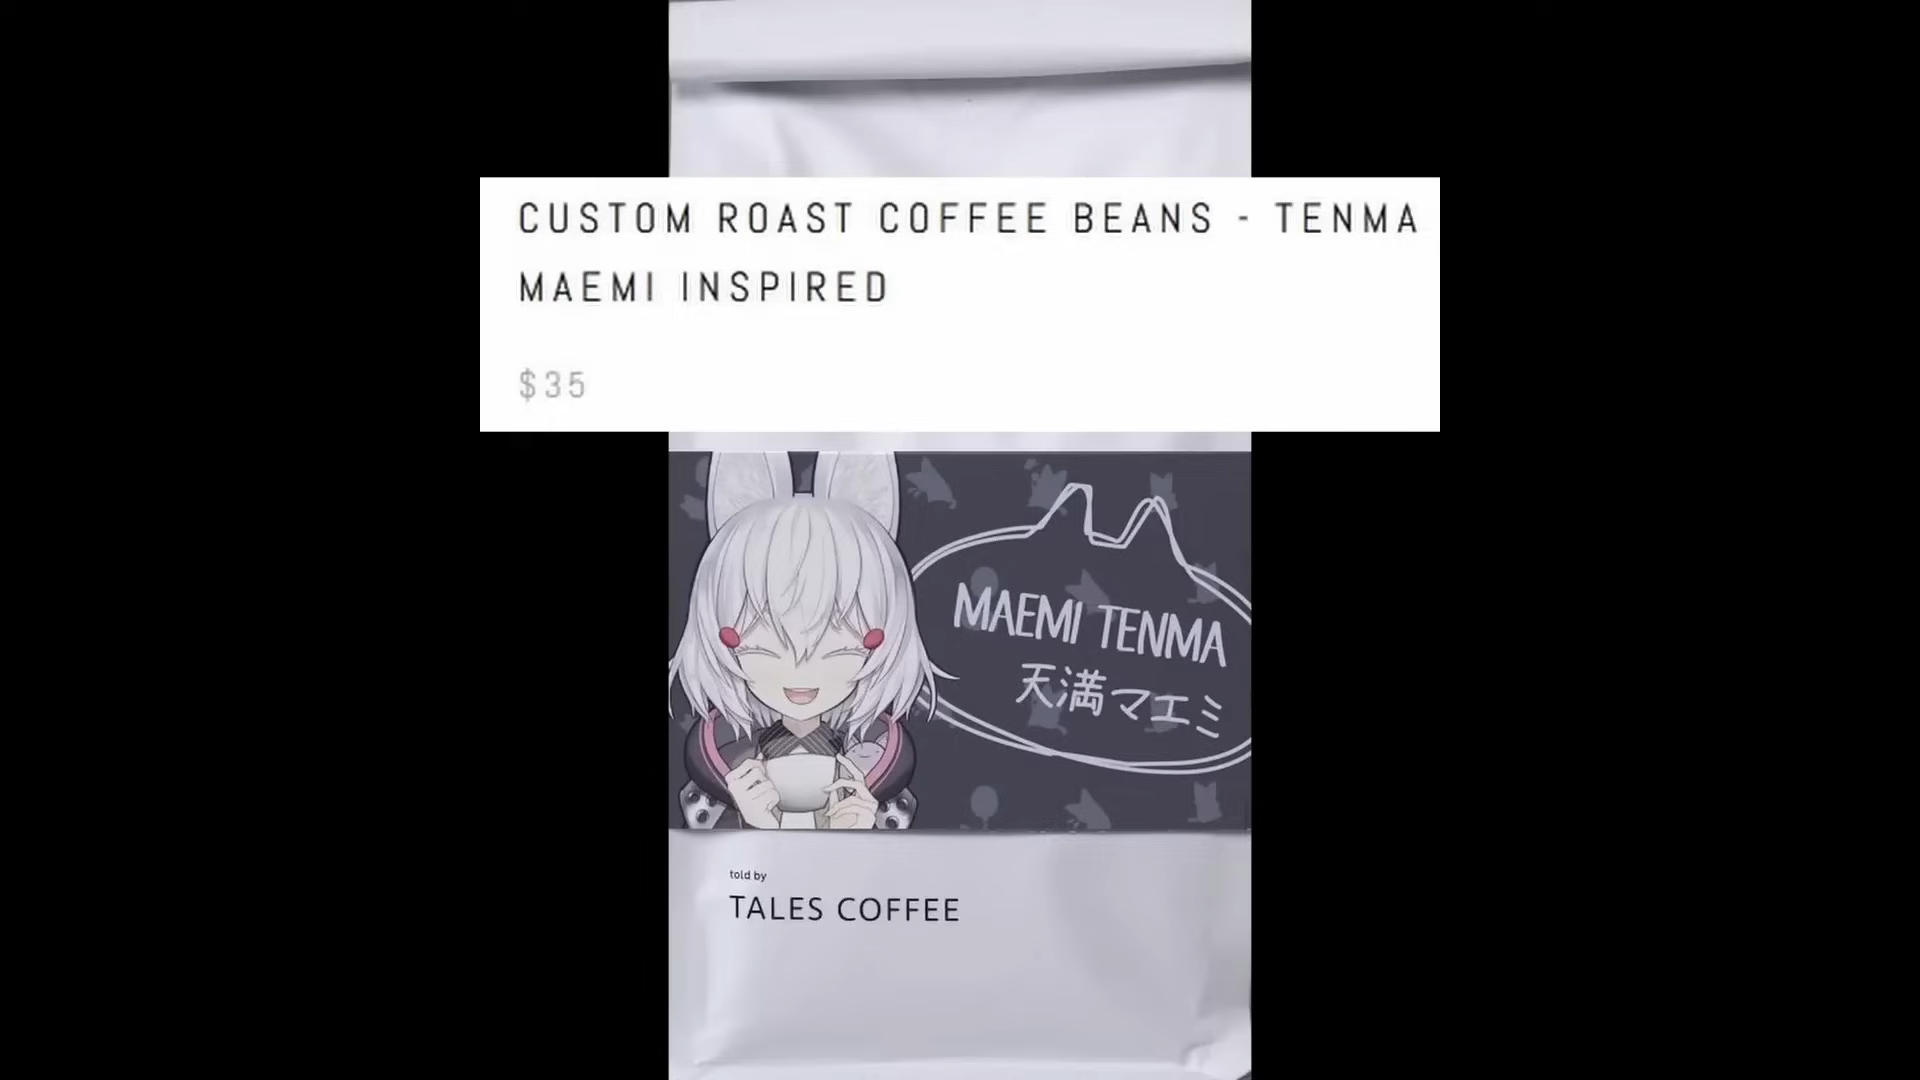 CUSTOM ROAST COFFEE BEANS - TENMA
MAEMI INSPIRED
$35
MAEMI TENMA
天満マエミ
told by
TALES COFFEE